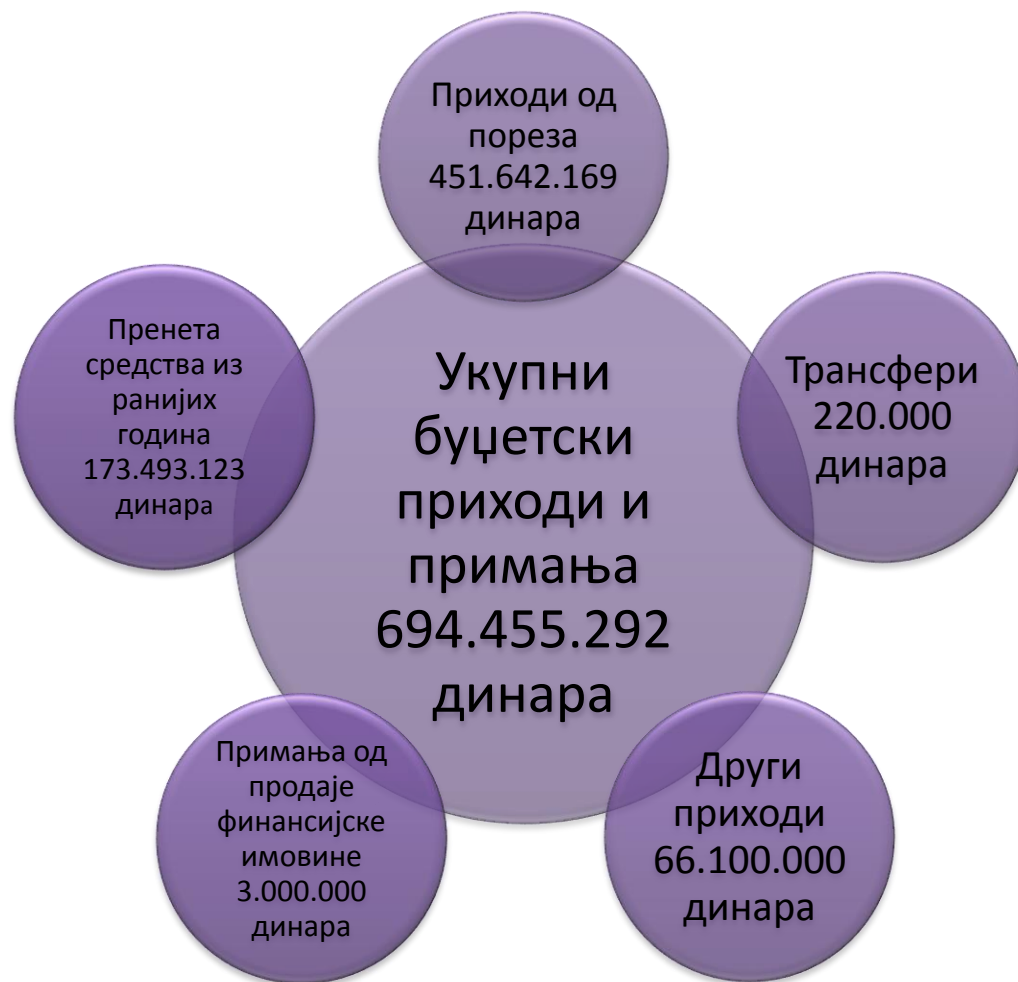 Приходи од
пореза
451.642.169
динара
Пренета
средства из
ранијих
година
173.493.123
динара
Укупни
буџетски
приходи и
примања
694.455.292
динара
Трансфери
220.000
динара
Примања од
продаје
финансијске
имовине
3.000.000
динара
Други
приходи
66.100.000
динара